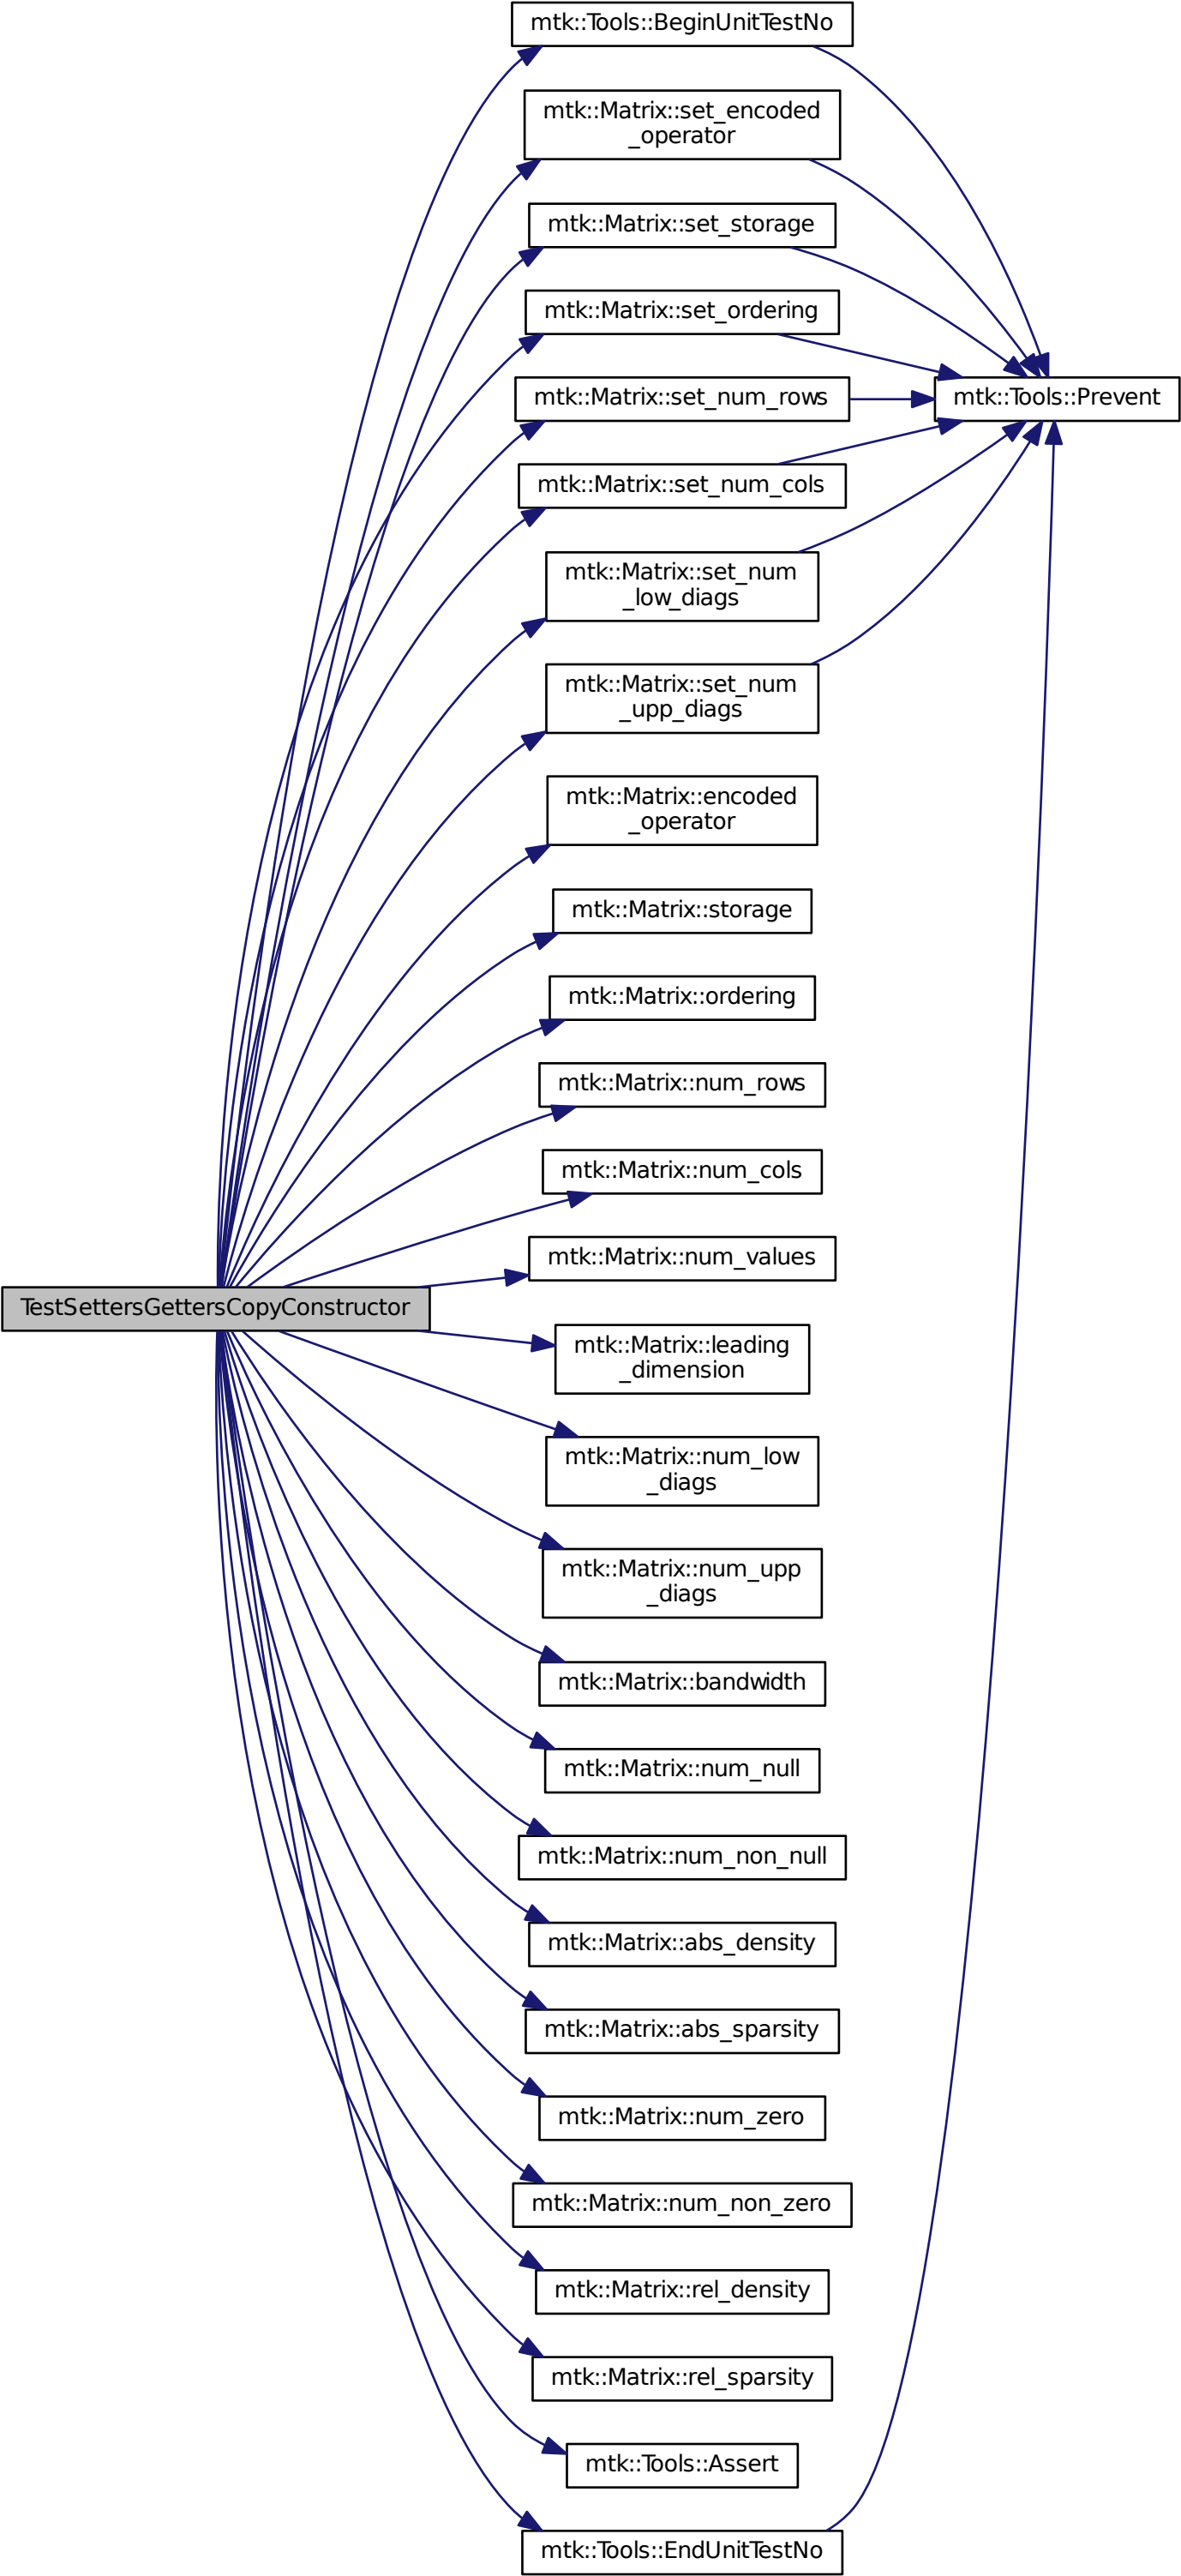 mtk::Tools::BeginUnitTestNo
mtk::Matrix::set_encoded
_operator
mtk::Matrix::set_storage
mtk::Matrix::set_ordering
mtk::Matrix::set_num_rows
mtk::Tools::Prevent
mtk::Matrix::set_num_cols
mtk::Matrix::set_num
_low_diags
mtk::Matrix::set_num
_upp_diags
mtk::Matrix::encoded
_operator
mtk::Matrix::storage
mtk::Matrix::ordering
mtk::Matrix::num_rows
mtk::Matrix::num_cols
mtk::Matrix::num_values
TestSettersGettersCopyConstructor
mtk::Matrix::leading
_dimension
mtk::Matrix::num_low
_diags
mtk::Matrix::num_upp
_diags
mtk::Matrix::bandwidth
mtk::Matrix::num_null
mtk::Matrix::num_non_null
mtk::Matrix::abs_density
mtk::Matrix::abs_sparsity
mtk::Matrix::num_zero
mtk::Matrix::num_non_zero
mtk::Matrix::rel_density
mtk::Matrix::rel_sparsity
mtk::Tools::Assert
mtk::Tools::EndUnitTestNo